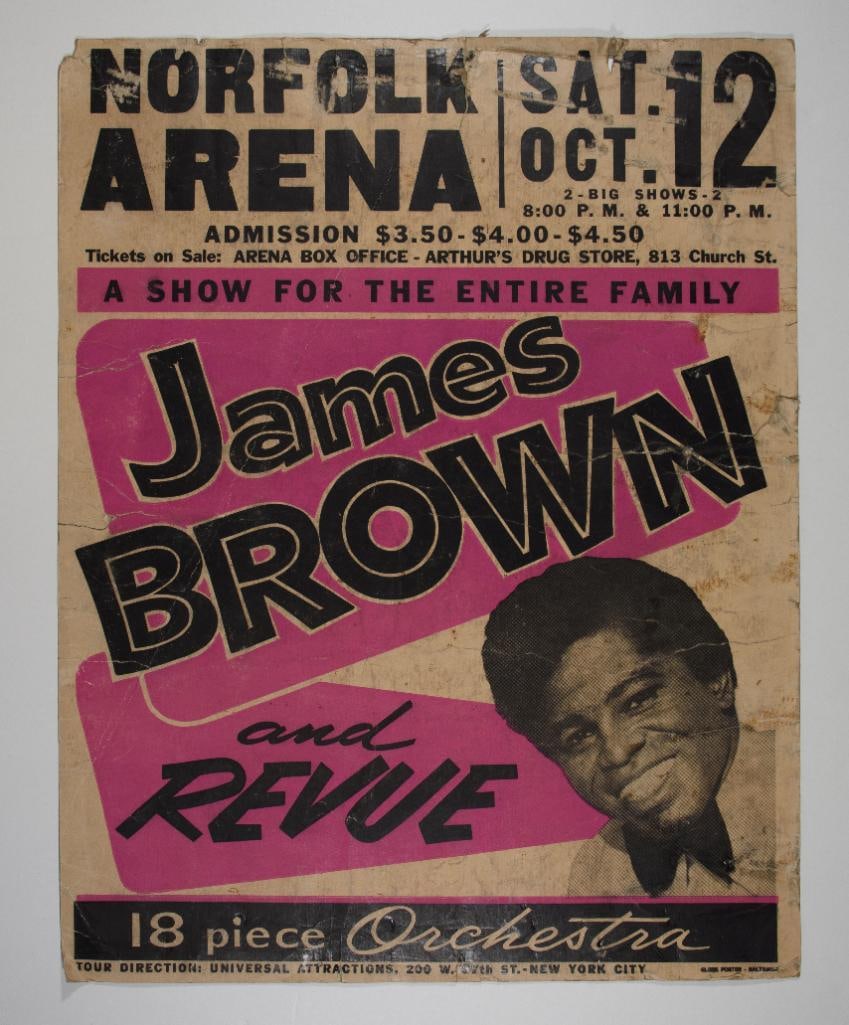 NORFOLK
ARENA
SAT.
OCT. 12
2-BIG SHOWS-2
8:00 P. M. & 11:00 P. M.
ADMISSION $3.50-$4.00-$4.50
Tickets on Sale: ARENA BOX OFFICE - ARTHUR'S DRUG STORE, 813 Church St.
A SHOW FOR THE ENTIRE FAMILY
James
BROWN
and
REVUE
18 piece Orchestra
TOUR DIRECTION: UNIVERSAL ATTRACTIONS, 200 W. ST.-NEW YORK CITY
GLOBE POSTER -